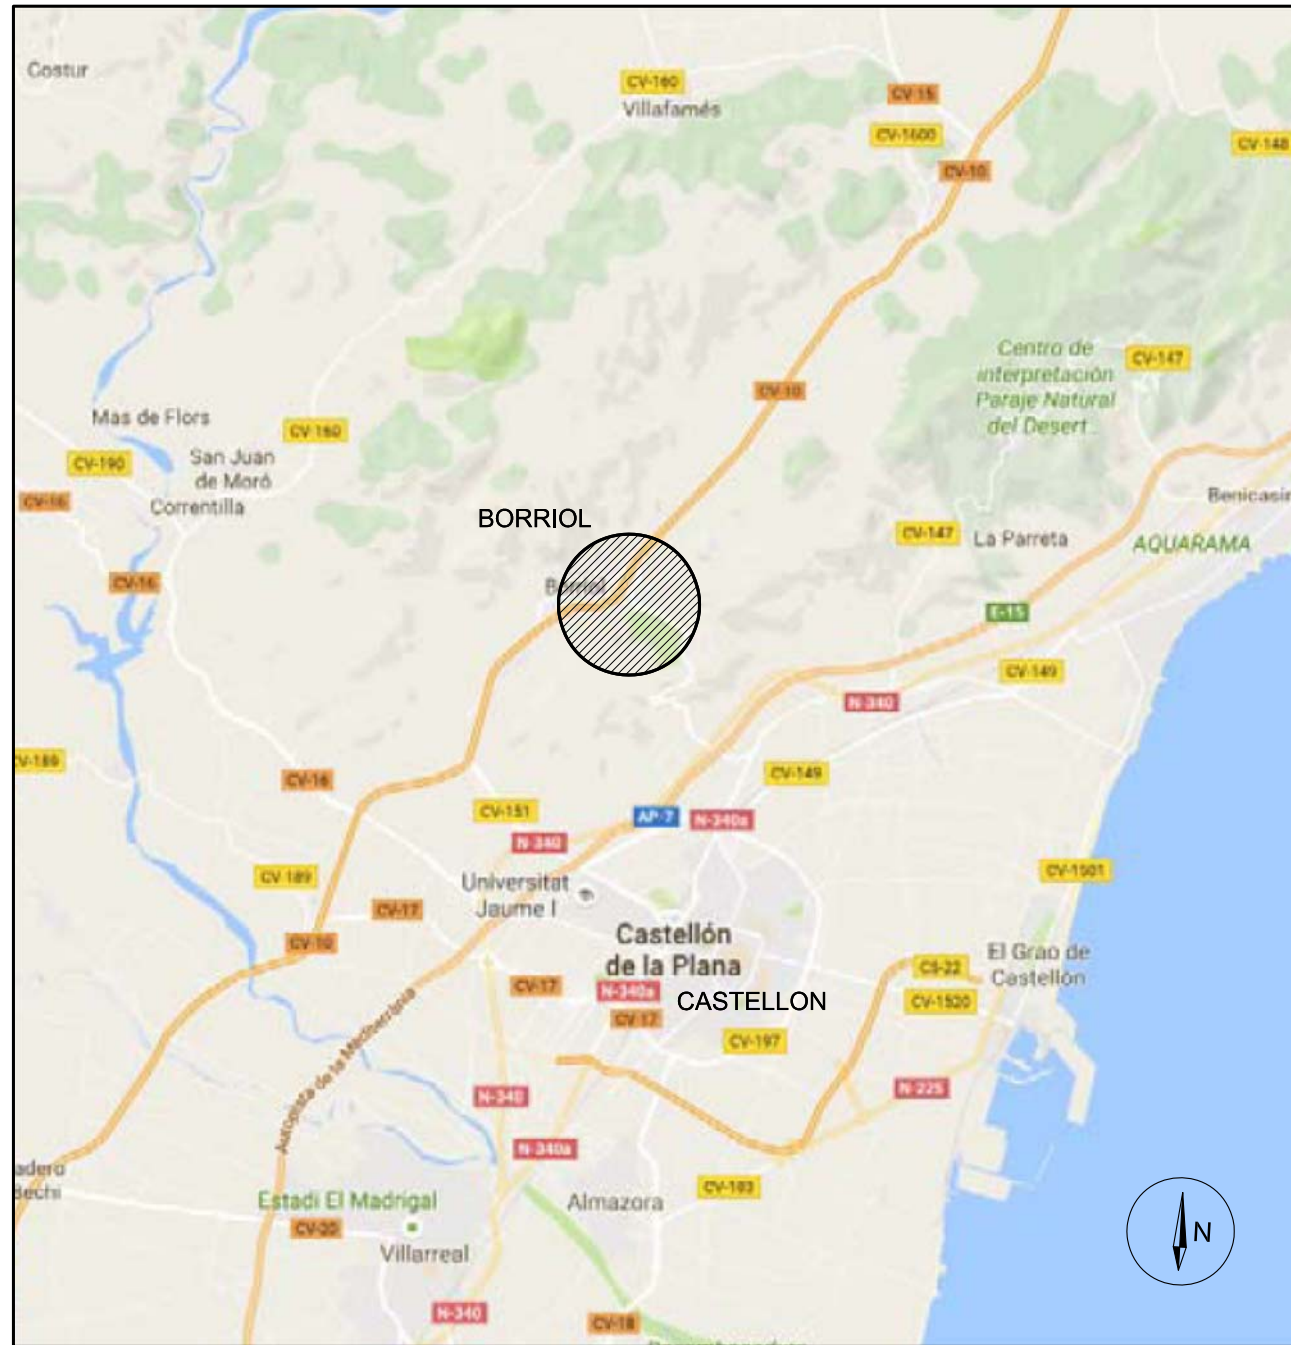 Costur
CV-160
Villafamés
CV-15
CV-1600
CV-148
CV-10
Centro de
interpretación
Paraje Natural
del Desert...
CV-147
CV-10
Mas de Flors
CV-160
CV-190
San Juan
de Moró
CV-16
Correntilla
Benicasim
BORRIOL
CV-147
La Parreta
AQUARAMA
CV-16
Borriol
E-15
CV-149
N-340
CV-189
CV-16
CV-149
CV-151
AP-7
N-340a
N-340
CV-189
Universitat
Jaume I
CV-1501
CV-17
Castellón
de la Plana
CV-10
El Grao de
Castellón
CS-22
CV-17
N-340a
CASTELLON
CV-1520
CV-17
CV-197
Autopista de la Mediterrània
N-340
N-225
N-340a
adero
Bechi
CV-183
Estadi El Madrigal
Almazora
CV-20
Villarreal
N
N-340
CV-18